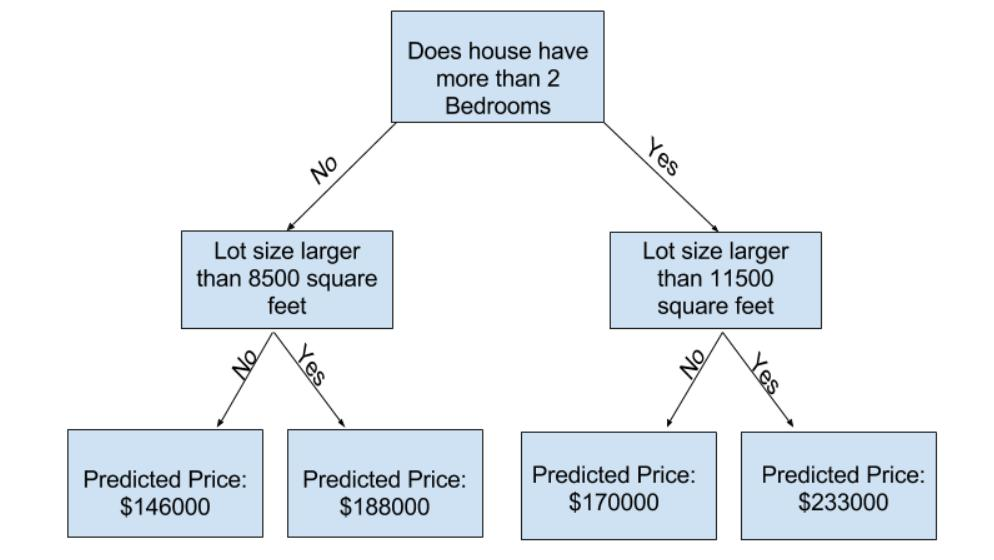 Does house have
more than 2
Bedrooms
No
Yes
Lot size larger
than 8500 square
feet
Lot size larger
than 11500
square feet
No
Yes
No
Yes
Predicted Price:
$146000
Predicted Price:
$188000
Predicted Price:
$170000
Predicted Price:
$233000